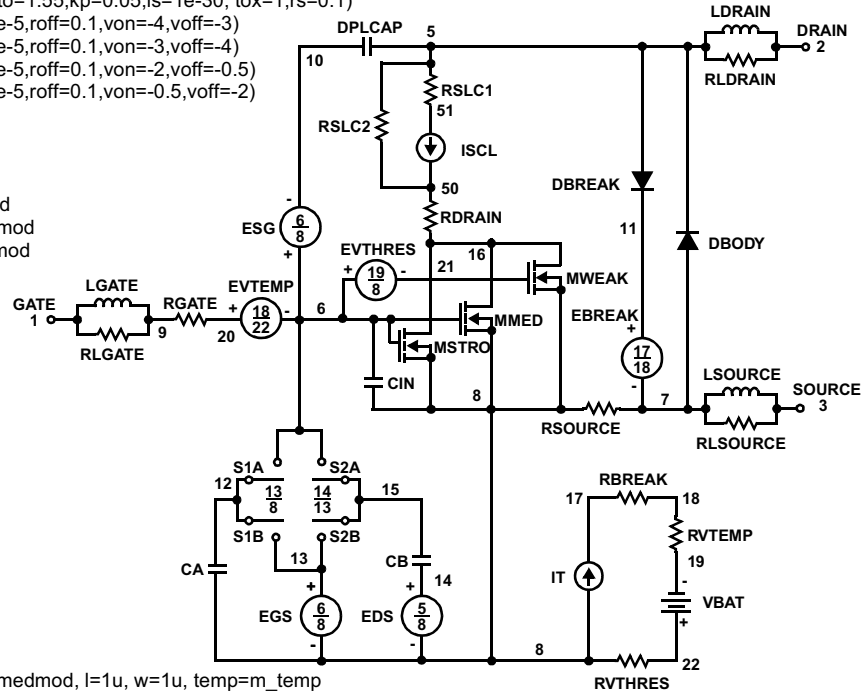 to=1.55,kp=0.05,is=1e-30, tox=1,rs=0.1)
e-5,roff=0.1,von=-4,voff=-3)
e-5,roff=0.1,von=-3,voff=-4)
e-5,roff=0.1,von=-2,voff=-0.5)
e-5,roff=0.1,von=-0.5,voff=-2)
d
mod
mod
DPLCAP
5
10
LDRAIN
DRAIN
2
RLDRAIN
RSLC1
51
RSLC2
ISCL
50
RDRAIN
DBREAK
11
DBODY
-
ESG
6
8
+
EVTHRES
+
19
8
-
21
16
MWEAK
LGATE
GATE
1
RLGATE
9
RGATE
20
EVTEMP
+
18
22
-
6
MMED
MSTRO
EBREAK
+
17
18
-
CIN
8
RSOURCE
7
LSOURCE
SOURCE
3
RLSOURCE
S1A
S2A
12
13
8
14
13
15
S1B
S2B
13
CA
CB
14
+
EGS
6
8
-
+
EDS
5
8
-
RBREAK
17
18
RVTEMP
19
IT
-
VBAT
+
8
22
RVTHRES
medmod, l=1u, w=1u, temp=m_temp